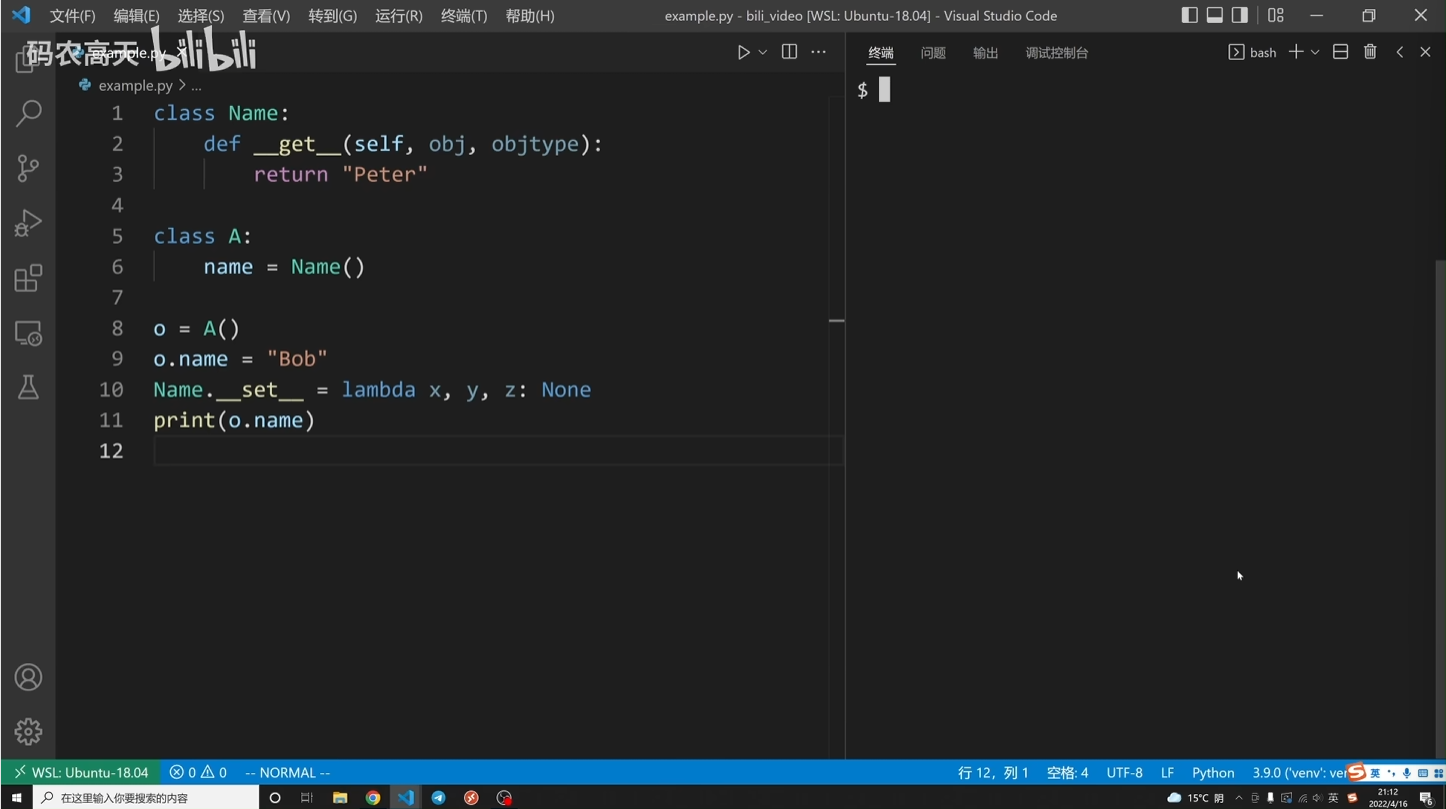 文件(F) 编辑(E) 选择(S) 查看(V) 转到(G) 运行(R) 终端(T) 帮助(H) example.py - bili_video [WSL: Ubuntu-18.04] - Visual Studio Code
码农高天 bilibili
example.py
终端 问题 输出 调试控制台 bash
example.py > ...
$
1 class Name:
2 def __get__(self, obj, objtype):
3 return "Peter"
4
5 class A:
6 name = Name()
7
8 o = A()
9 o.name = "Bob"
10 Name.__set__ = lambda x, y, z: None
11 print(o.name)
12
WSL: Ubuntu-18.04 0 0 -- NORMAL -- 行 12，列 1 空格: 4 UTF-8 LF Python 3.9.0 ('venv': ver 英
在这里输入你要搜索的内容 15°C 阴 英 21:12
2022/4/16 6